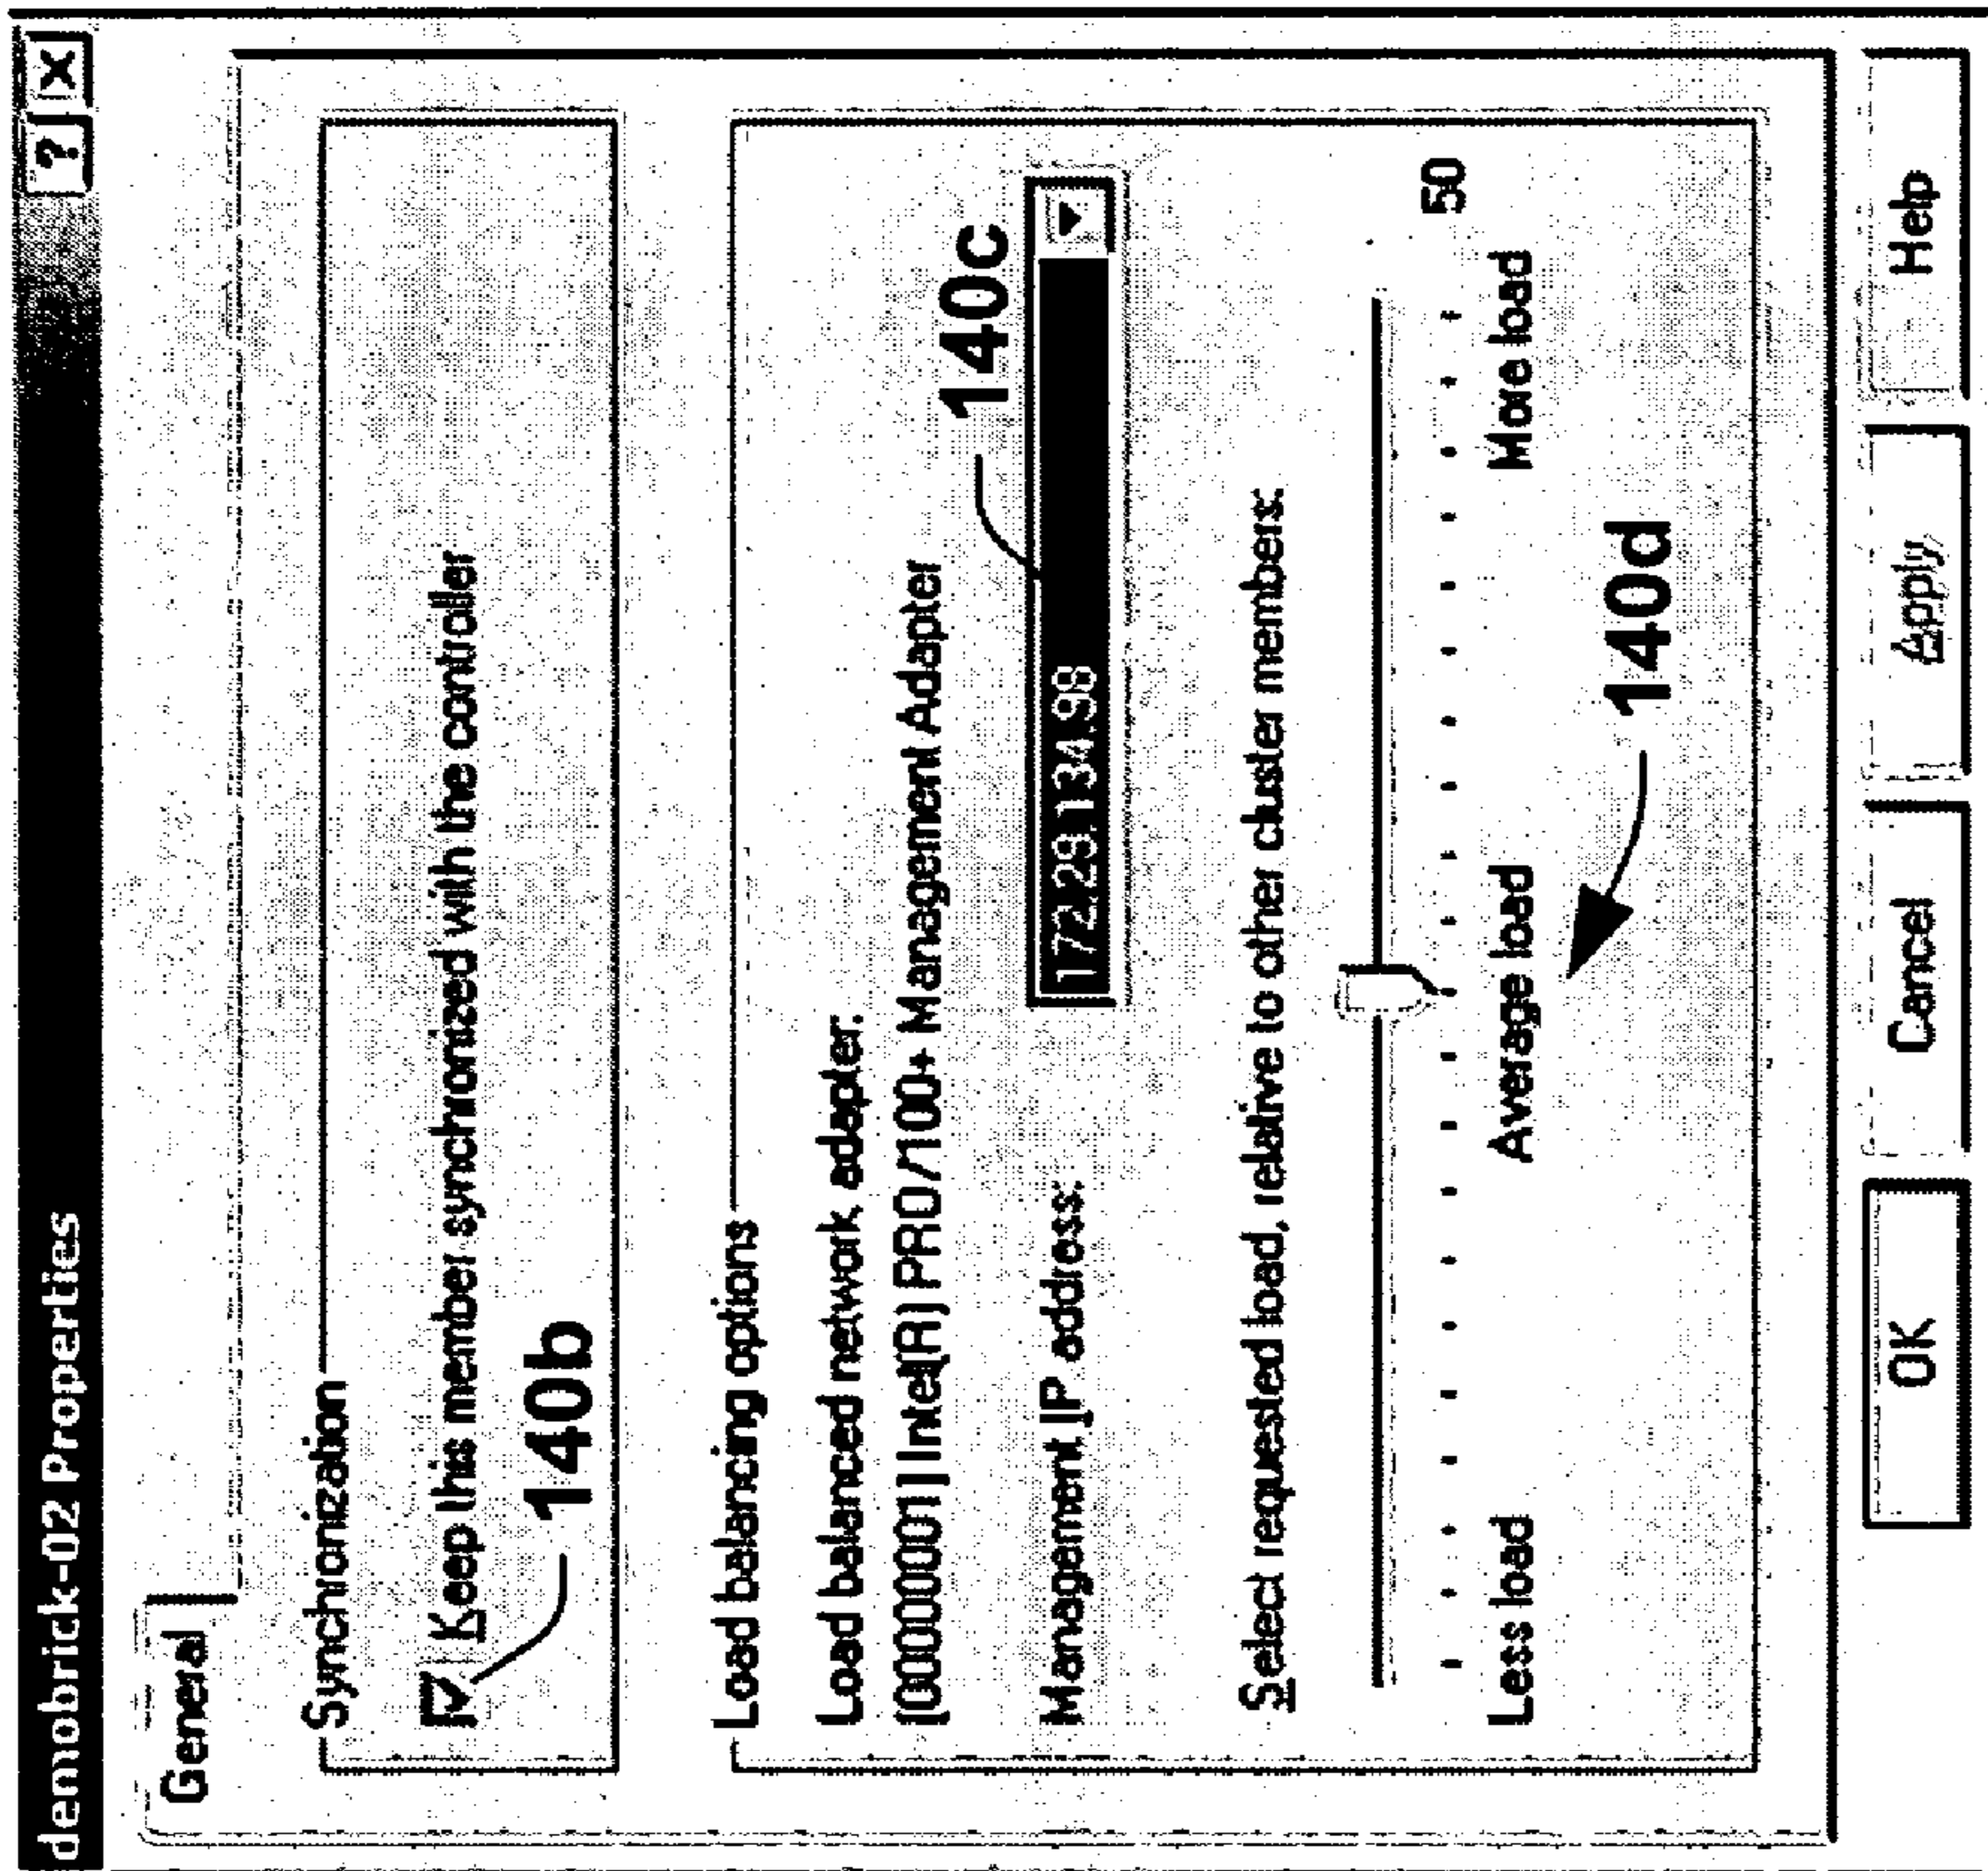 demobrick-02 Properties
? X
General
Synchronization
Keep this member synchronized with the controller
140b
Load balancing options
Load balanced network adapter:
[00000001] Intel(R) PRO/100+ Management Adapter
140c
Management IP address: 172.29.134.98
Select requested load, relative to other cluster members:
50
Less load Average load More load
140d
OK Cancel Apply Help